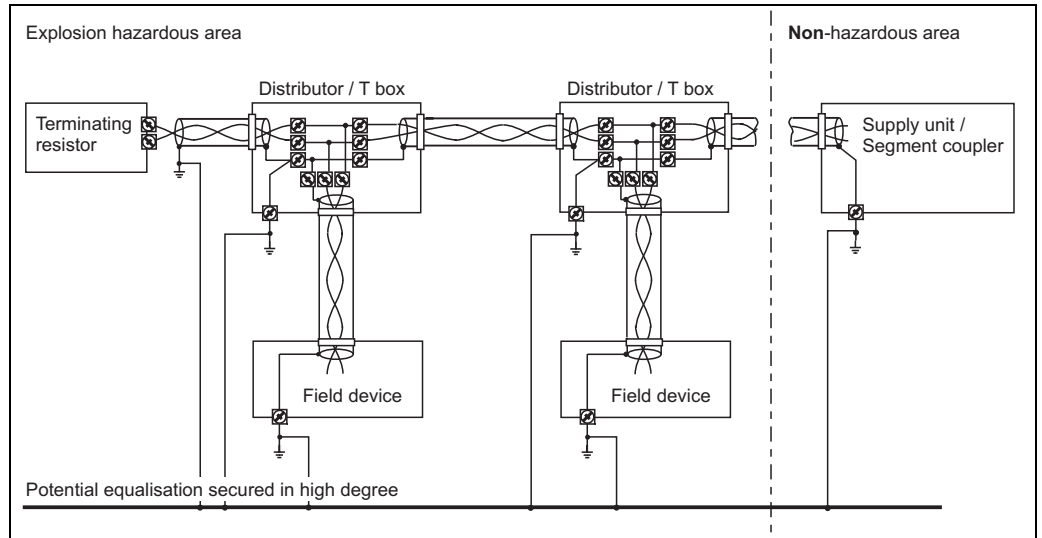 Explosion hazardous area
Non-hazardous area
Distributor / T box
Distributor / T box
Terminating
resistor
Supply unit /
Segment coupler
Field device
Field device
Potential equalisation secured in high degree